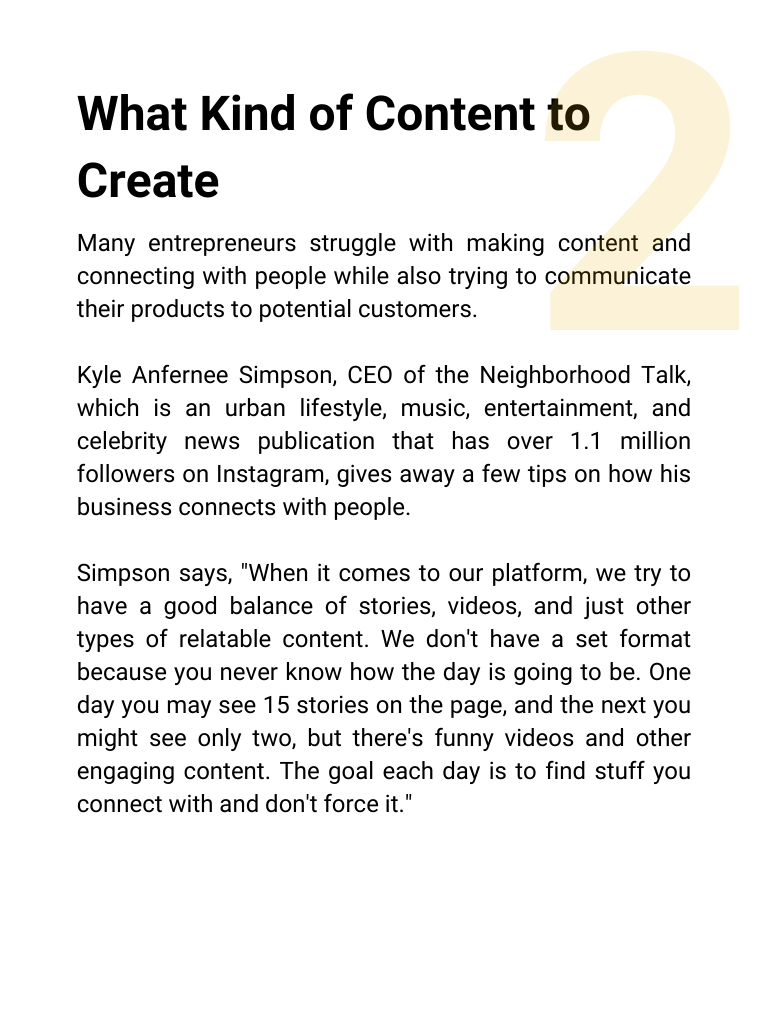 2
What Kind of Content to
Create
Many entrepreneurs struggle with making content and
connecting with people while also trying to communicate
their products to potential customers.
Kyle Anfernee Simpson, CEO of the Neighborhood Talk,
which is an urban lifestyle, music, entertainment, and
celebrity news publication that has over 1.1 million
followers on Instagram, gives away a few tips on how his
business connects with people.
Simpson says, "When it comes to our platform, we try to
have a good balance of stories, videos, and just other
types of relatable content. We don't have a set format
because you never know how the day is going to be. One
day you may see 15 stories on the page, and the next you
might see only two, but there's funny videos and other
engaging content. The goal each day is to find stuff you
connect with and don't force it."